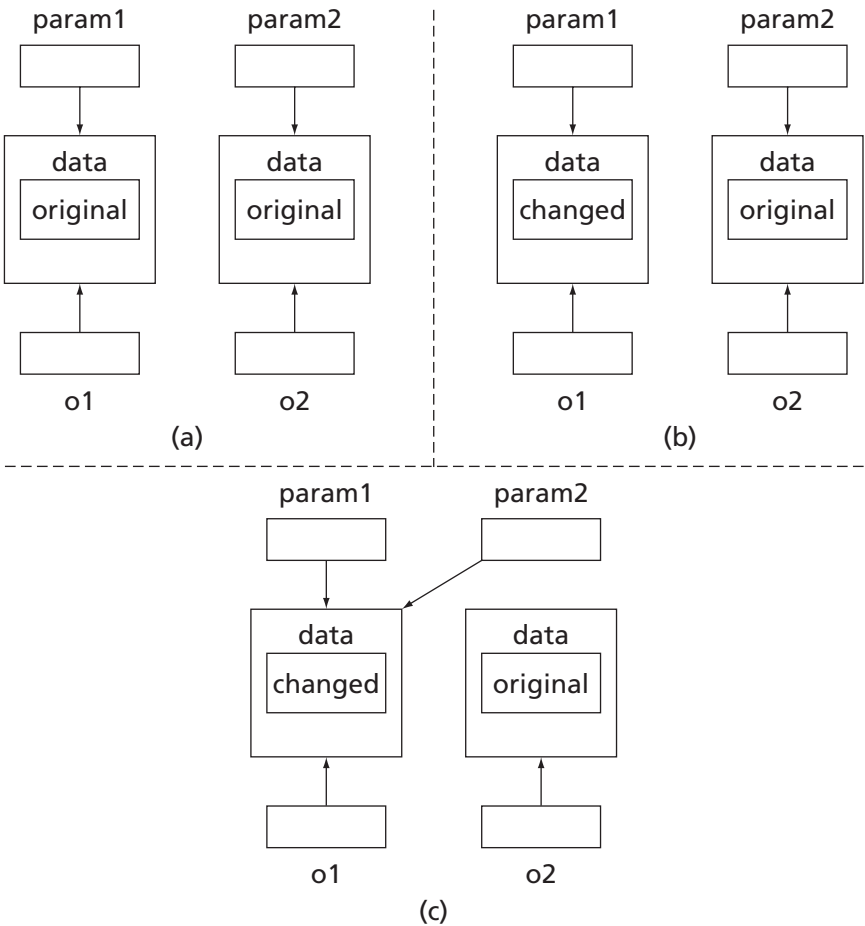 param1 param2
data data
original original
o1 o2
(a)
param1 param2
data data
changed original
o1 o2
(b)
param1 param2
data data
changed original
o1 o2
(c)